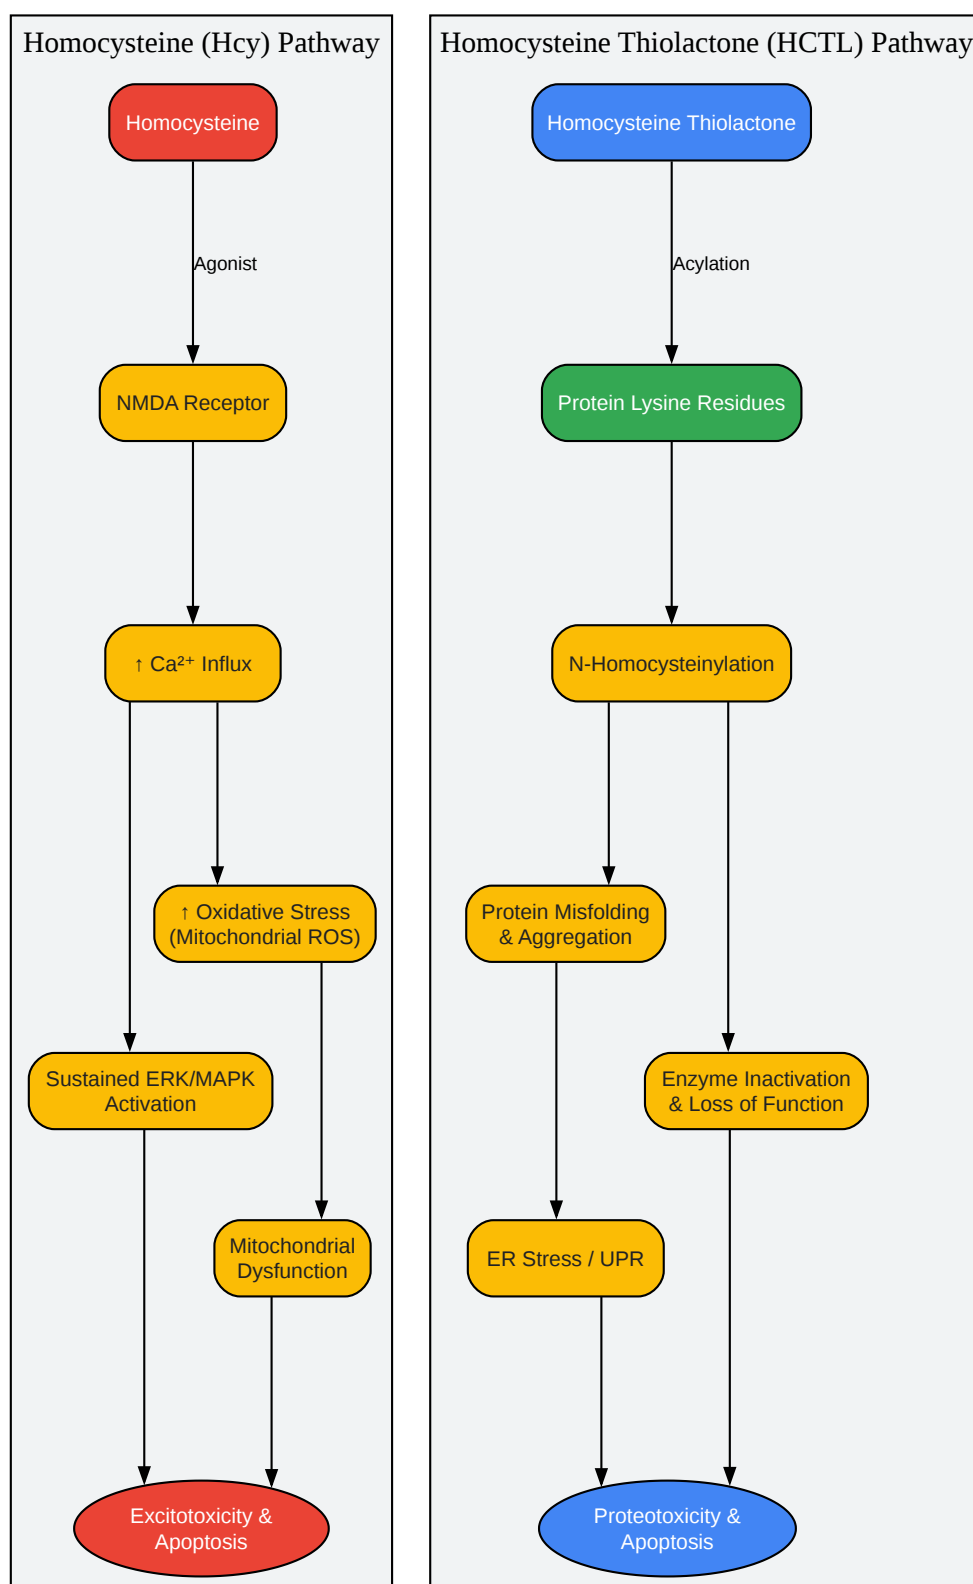 Homocysteine (Hcy) Pathway
Homocysteine
Agonist
NMDA Receptor
↑ Ca²⁺ Influx
↑ Oxidative Stress
(Mitochondrial ROS)
Sustained ERK/MAPK
Activation
Mitochondrial
Dysfunction
Excitotoxicity &
Apoptosis
Homocysteine Thiolactone (HCTL) Pathway
Homocysteine Thiolactone
Acylation
Protein Lysine Residues
N-Homocysteinylation
Protein Misfolding
& Aggregation
Enzyme Inactivation
& Loss of Function
ER Stress / UPR
Proteotoxicity &
Apoptosis